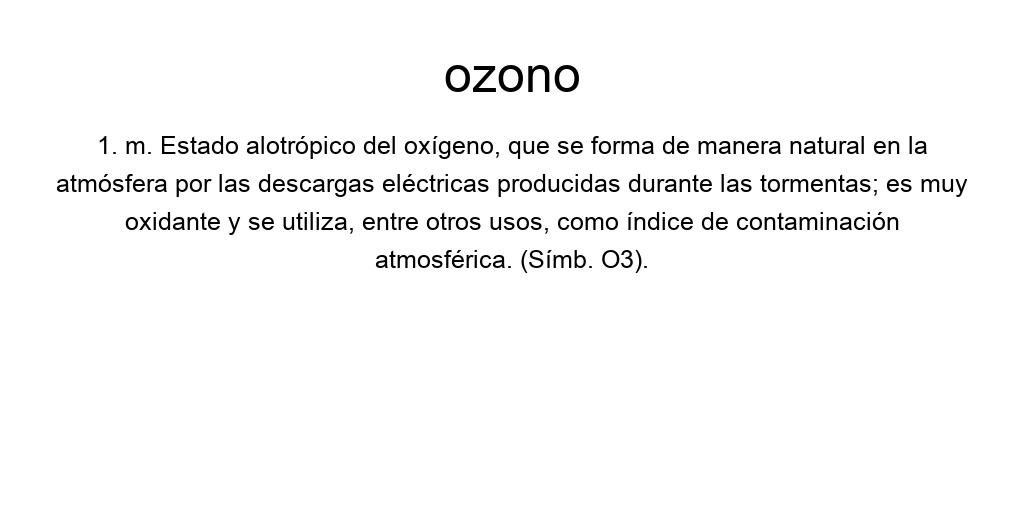 ozono
1. m. Estado alotrópico del oxígeno, que se forma de manera natural en la
atmósfera por las descargas eléctricas producidas durante las tormentas; es muy
oxidante y se utiliza, entre otros usos, como índice de contaminación
atmosférica. (Símb. O3).